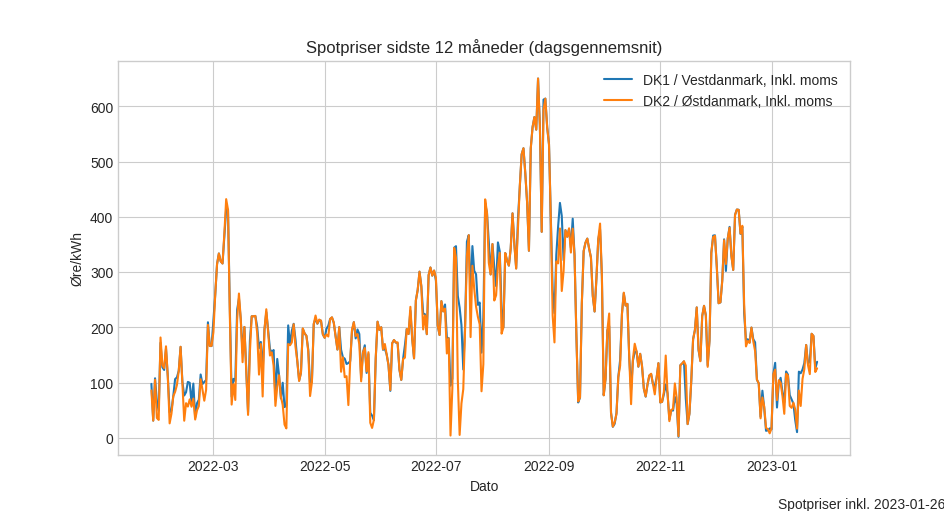 Spotpriser sidste 12 måneder (dagsgennemsnit)
DK1 / Vestdanmark, Inkl. moms
DK2 / Østdanmark, Inkl. moms
Øre/kWh
600
500
400
300
200
100
0
2022-03 2022-05 2022-07 2022-09 2022-11 2023-01
Dato
Spotpriser inkl. 2023-01-26